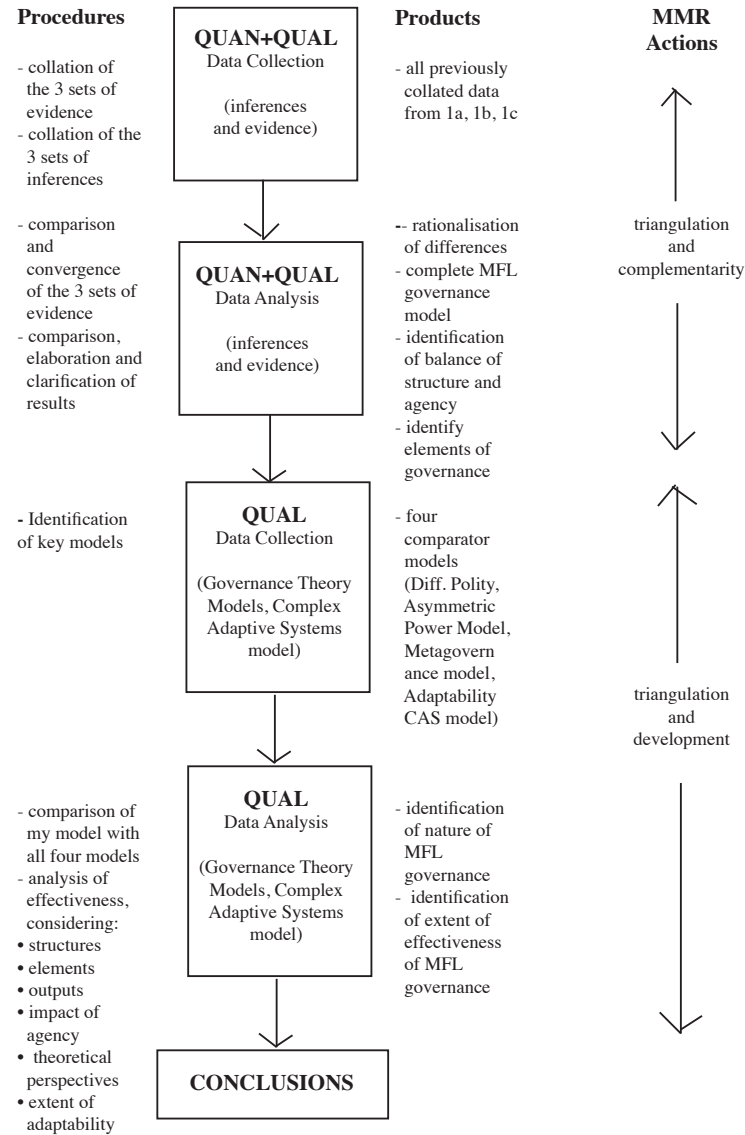 Procedures
- collation of
the 3 sets of
evidence
- collation of the
3 sets of
inferences
QUAN+QUAL
Data Collection
(inferences
and evidence)
Products
- all previously
collated data
from 1a, 1b, 1c
MMR
Actions
- comparison
and
convergence
of the 3 sets of
evidence
- comparison,
elaboration and
clarification of
results
QUAN+QUAL
Data Analysis
(inferences
and evidence)
-- rationalisation
of differences
- complete MFL
governance
model
- identification
of balance of
structure and
agency
- identify
elements of
governance
triangulation
and
complementarity
- Identification
of key models
QUAL
Data Collection
(Governance Theory
Models, Complex
Adaptive Systems
model)
- four
comparator
models
(Diff. Polity,
Asymmetric
Power Model,
Metagovern
ance model,
Adaptability
CAS model)
triangulation
and
development
- comparison of
my model with
all four models
- analysis of
effectiveness,
considering:
• structures
• elements
• outputs
• impact of
agency
• theoretical
perspectives
• extent of
adaptability
QUAL
Data Analysis
(Governance Theory
Models, Complex
Adaptive Systems
model)
- identification
of nature of
MFL
governance
- identification
of extent of
effectiveness
of MFL
governance
CONCLUSIONS